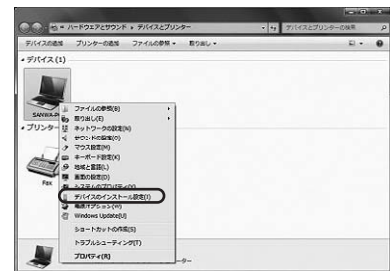 ハードウェアとサウンド ▸ デバイスとプリンター
デバイスとプリンターの検索
デバイスの追加 プリンターの追加 ファイルの参照 取り出し
デバイス (1)
SANWA-P
プリンター
Fax
ファイルの参照(B)
取り出し(E)
ネットワークの設定(N)
サウンドの設定(O)
マウス設定(M)
キーボード設定(K)
地域と言語(L)
画面の設定(D)
システムのプロパティ(Y)
デバイスのインストール設定(I)
電源オプション(W)
Windows Update(U)
ショートカットの作成(S)
トラブルシューティング(T)
プロパティ(R)